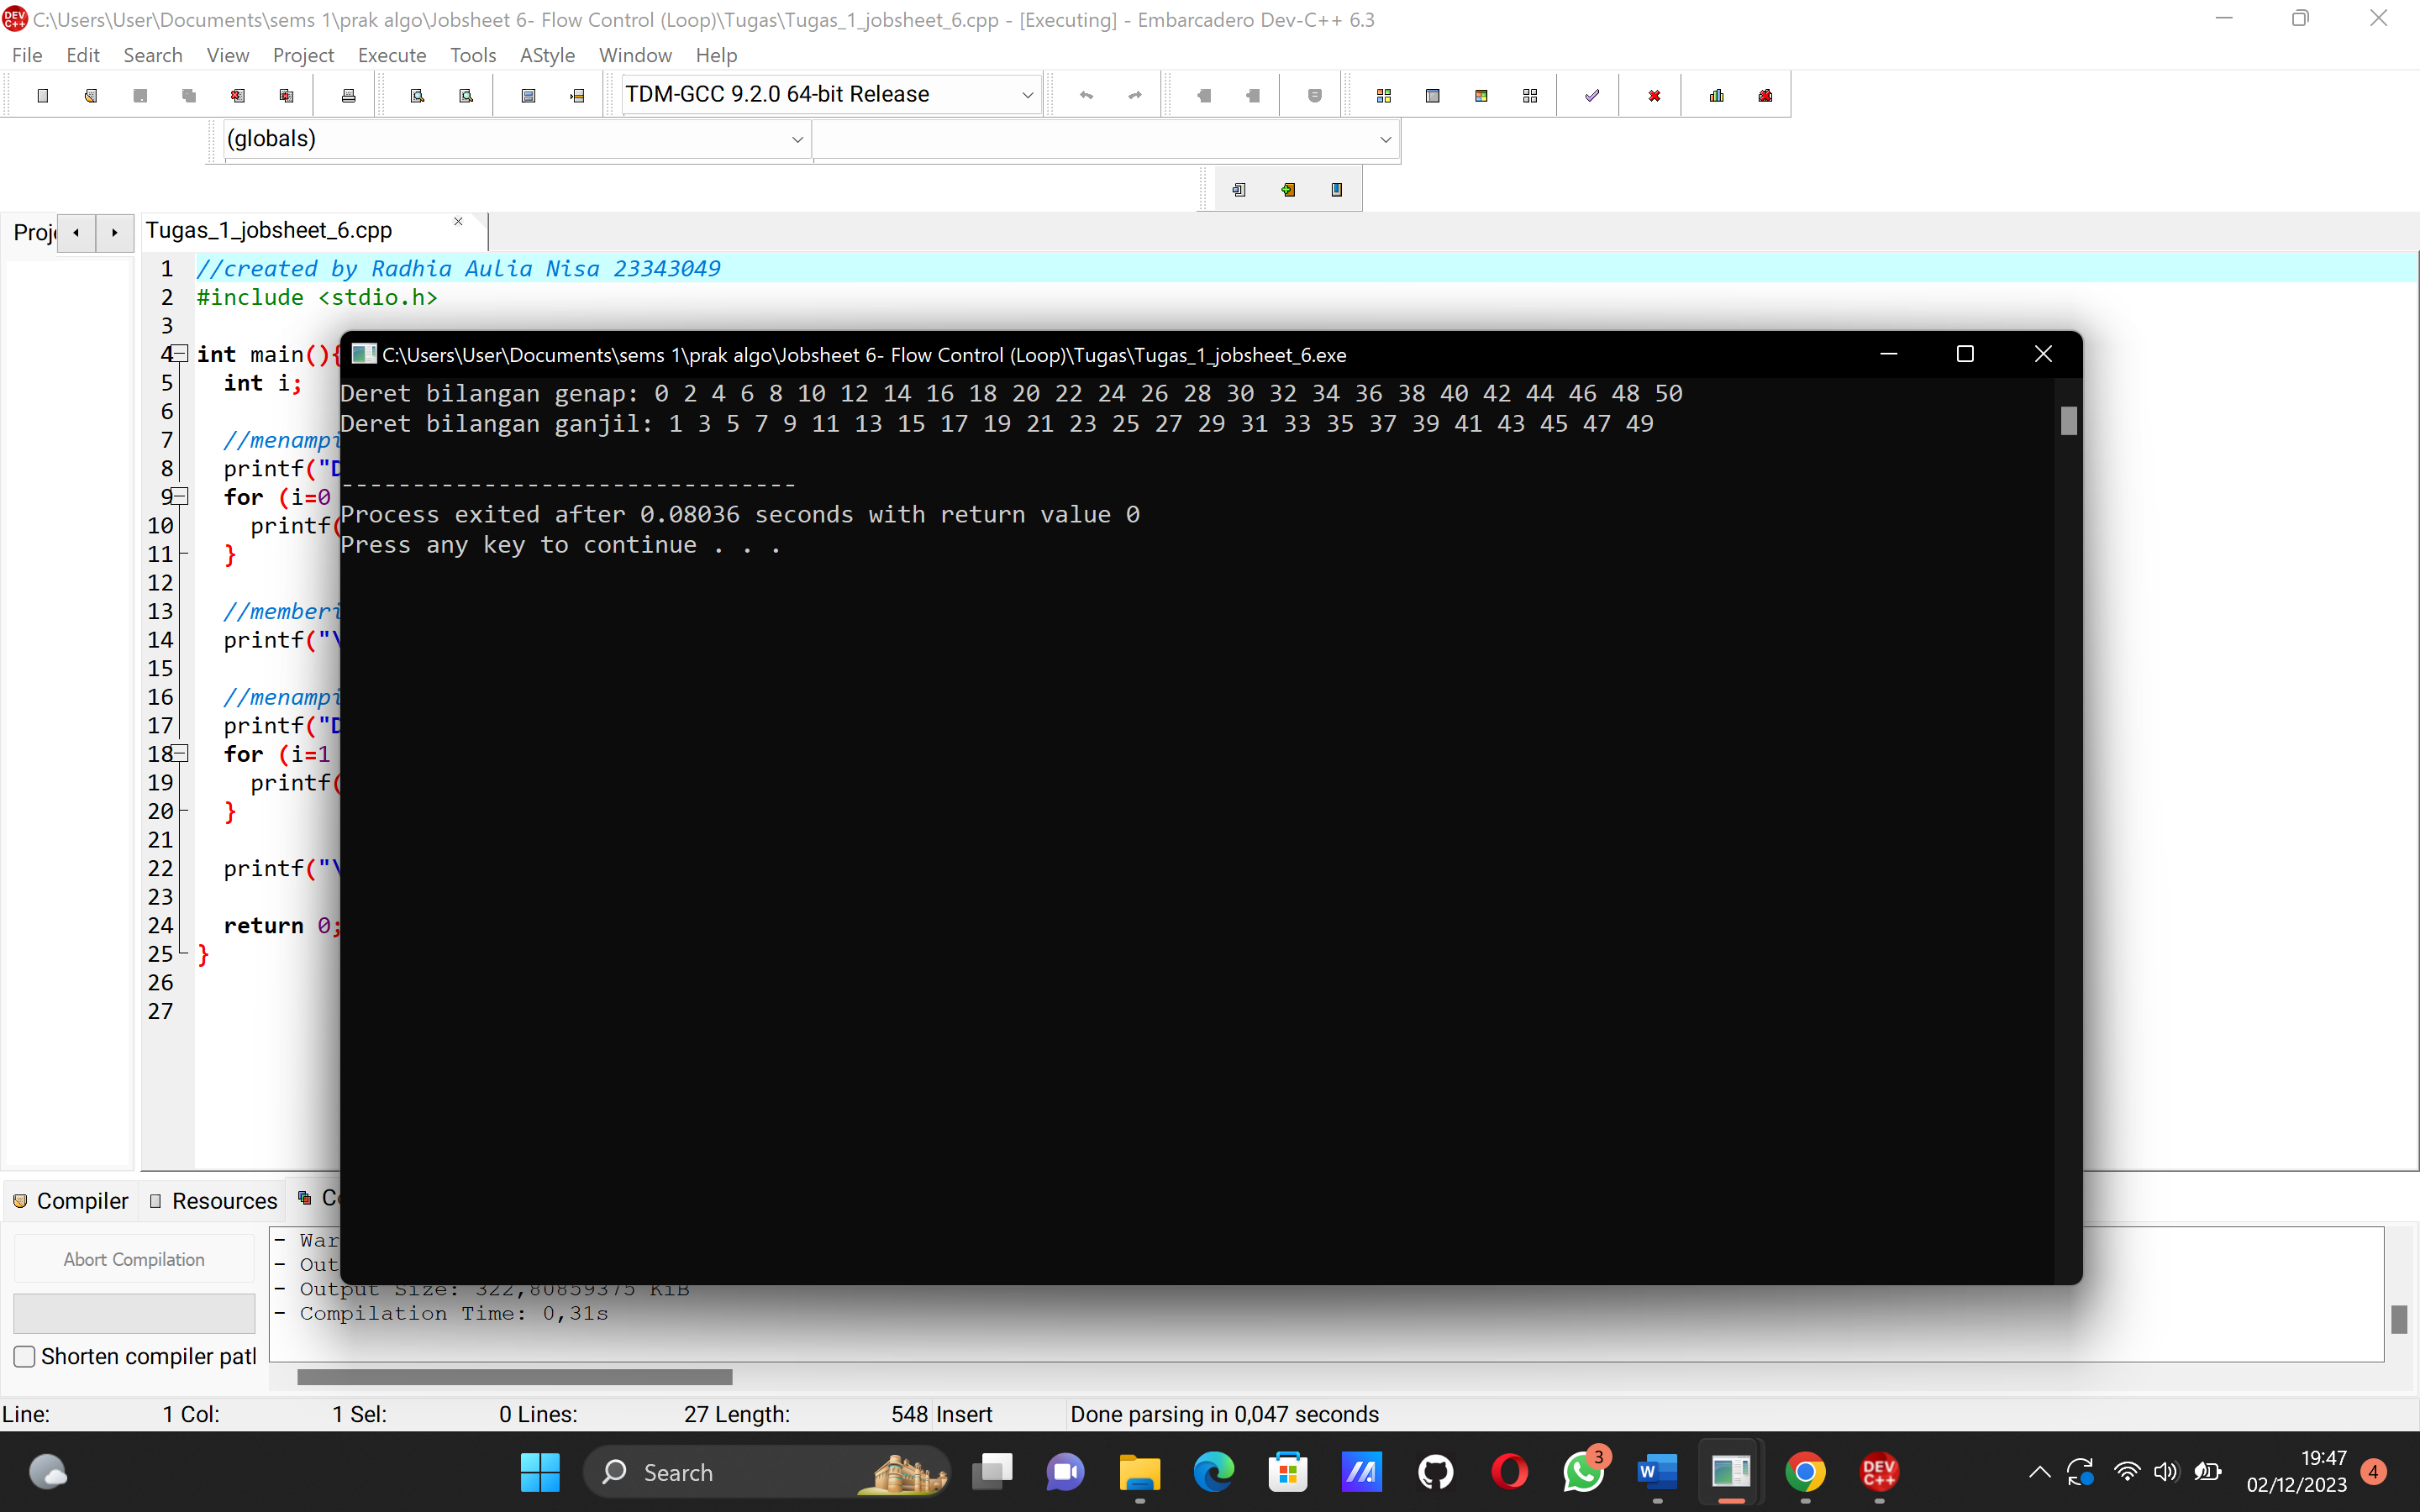 C:\Users\User\Documents\sems 1\prak algo\Jobsheet 6- Flow Control (Loop)\Tugas\Tugas_1_jobsheet_6.cpp - [Executing] - Embarcadero Dev-C++ 6.3
File Edit Search View Project Execute Tools AStyle Window Help
TDM-GCC 9.2.0 64-bit Release
(globals)
Proje
Tugas_1_jobsheet_6.cpp
1 //created by Radhia Aulia Nisa 23343049
2 #include <stdio.h>
3
4 int main(){
5 int i;
6
7 //menampi
8 printf("D
9 for (i=0
10 printf(
11 }
12
13 //memberi
14 printf("\
15
16 //menampi
17 printf("D
18 for (i=1
19 printf(
20 }
21
22 printf("\
23
24 return 0;
25 }
26
27
C:\Users\User\Documents\sems 1\prak algo\Jobsheet 6- Flow Control (Loop)\Tugas\Tugas_1_jobsheet_6.exe
Deret bilangan genap: 0 2 4 6 8 10 12 14 16 18 20 22 24 26 28 30 32 34 36 38 40 42 44 46 48 50
Deret bilangan ganjil: 1 3 5 7 9 11 13 15 17 19 21 23 25 27 29 31 33 35 37 39 41 43 45 47 49
--------------------------------
Process exited after 0.08036 seconds with return value 0
Press any key to continue . . .
Compiler Resources Co
Abort Compilation
Shorten compiler path
- War
- Out
- Output Size: 322,80859375 KiB
- Compilation Time: 0,31s
Line: 1 Col: 1 Sel: 0 Lines: 27 Length: 548 Insert Done parsing in 0,047 seconds
Search
3
W
DEV C++
19:47
02/12/2023
4